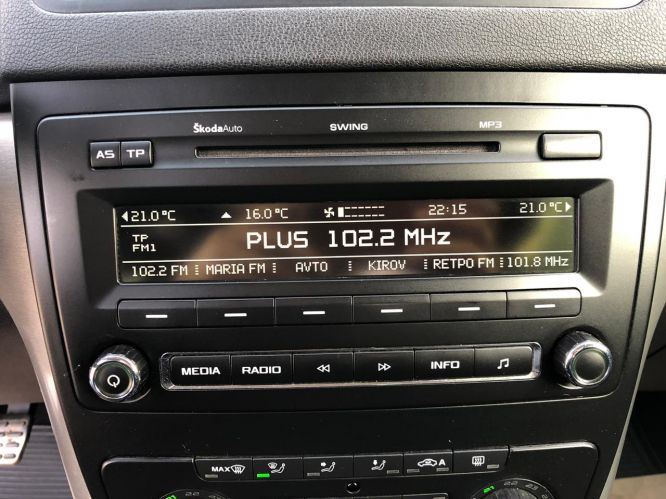 ŠkodaAuto SWING MP3
AS TP
21.0 °C 16.0 °C 22:15 21.0 °C
TP
FM1
PLUS 102.2 MHz
102.2 FM MARIA FM AVTO KIROV RETPO FM 101.8 MHz
MEDIA RADIO INFO
MAX
A